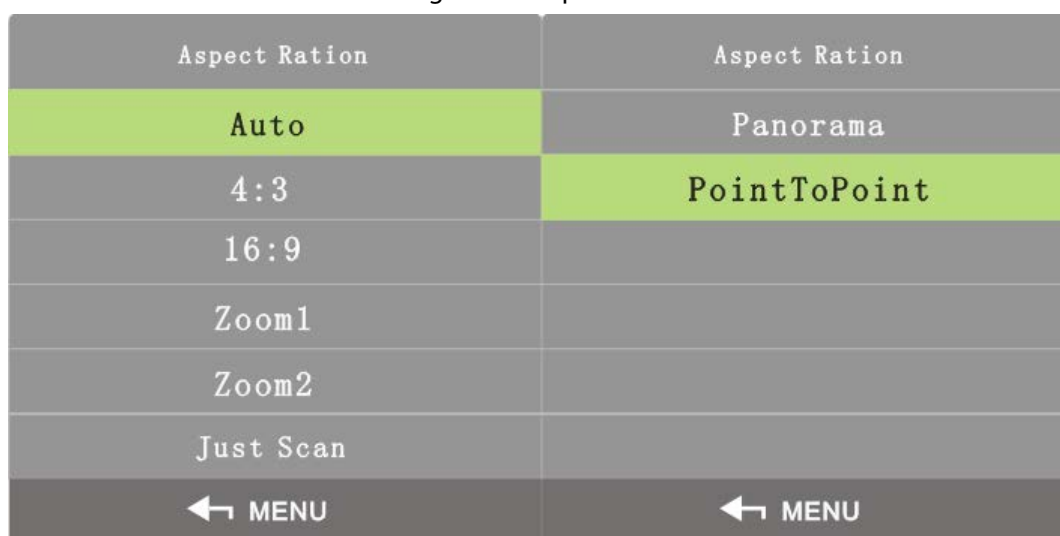 Aspect Ration
Auto
4:3
16:9
Zoom1
Zoom2
Just Scan
MENU
Aspect Ration
Panorama
PointToPoint
MENU